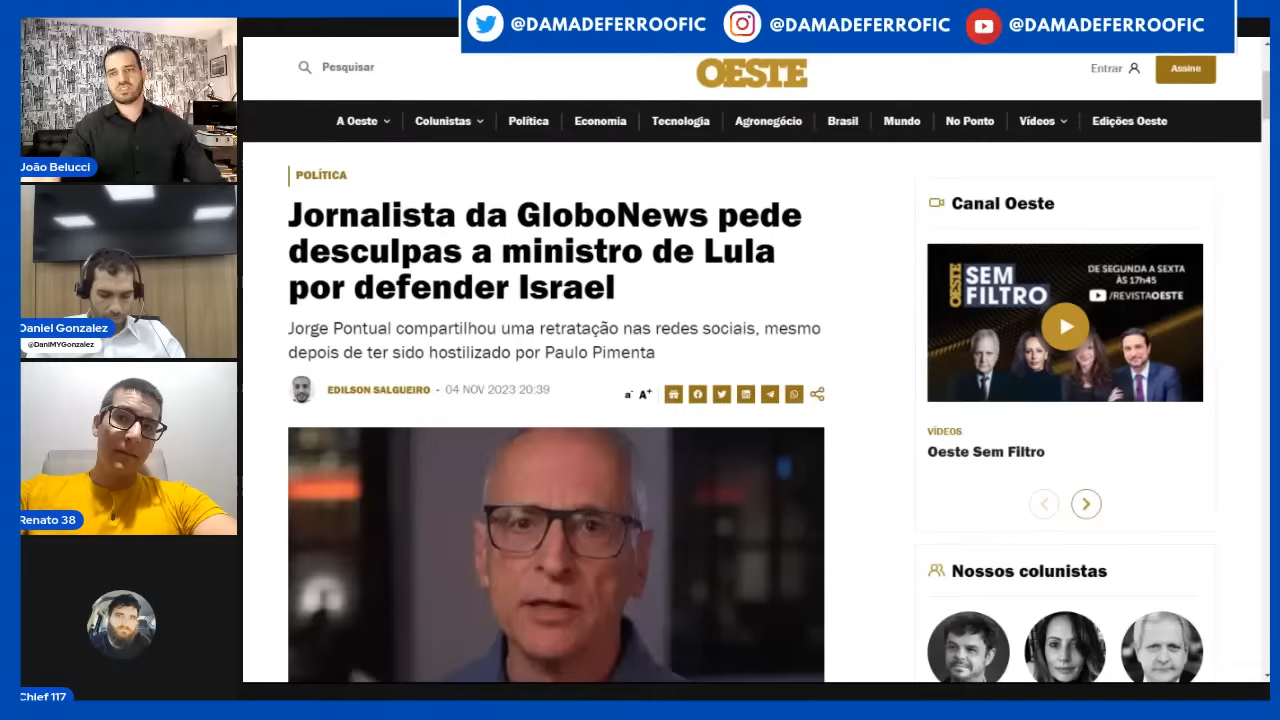 @DAMADEFERROOFIC @DAMADEFERROFIC @DAMADEFERROOFIC
Pesquisar
OESTE
Entrar
Assine
A Oeste
Colunistas
Política
Economia
Tecnologia
Agronegócio
Brasil
Mundo
No Ponto
Vídeos
Edições Oeste
João Belucci
Daniel Gonzalez
@DaniMYGonzalez
Renato 38
Chief 117
POLÍTICA
Jornalista da GloboNews pede
desculpas a ministro de Lula
por defender Israel
Jorge Pontual compartilhou uma retratação nas redes sociais, mesmo
depois de ter sido hostilizado por Paulo Pimenta
EDILSON SALGUEIRO - 04 NOV 2023 20:39
a- A+
Canal Oeste
OESTE
SEM
FILTRO
DE SEGUNDA A SEXTA
ÀS 17h45
/REVISTAOESTE
VÍDEOS
Oeste Sem Filtro
Nossos colunistas